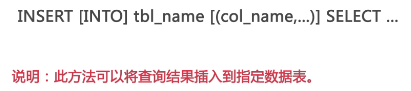 INSERT [INTO] tbl_name [(col_name,...)] SELECT ...
说明：此方法可以将查询结果插入到指定数据表。